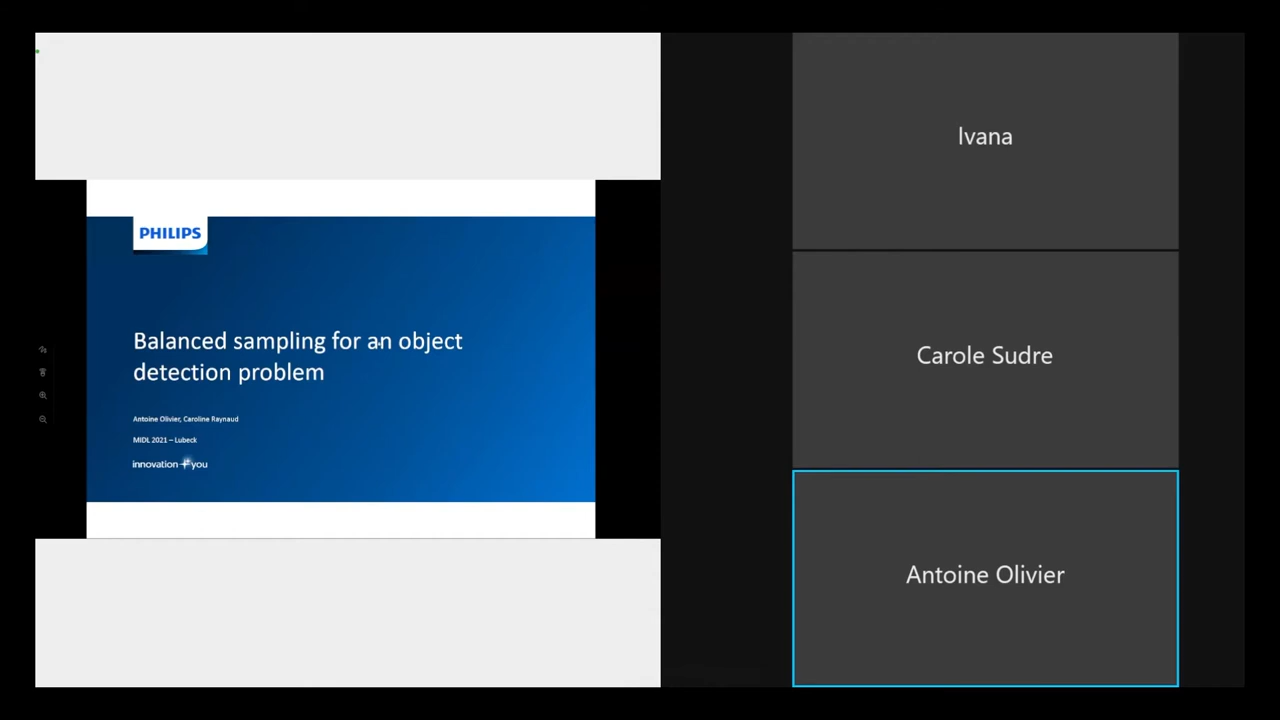 PHILIPS
Balanced sampling for an object
detection problem
Antoine Olivier, Caroline Raynaud
MIDL 2021 – Lubeck
innovation you
Ivana
Carole Sudre
Antoine Olivier